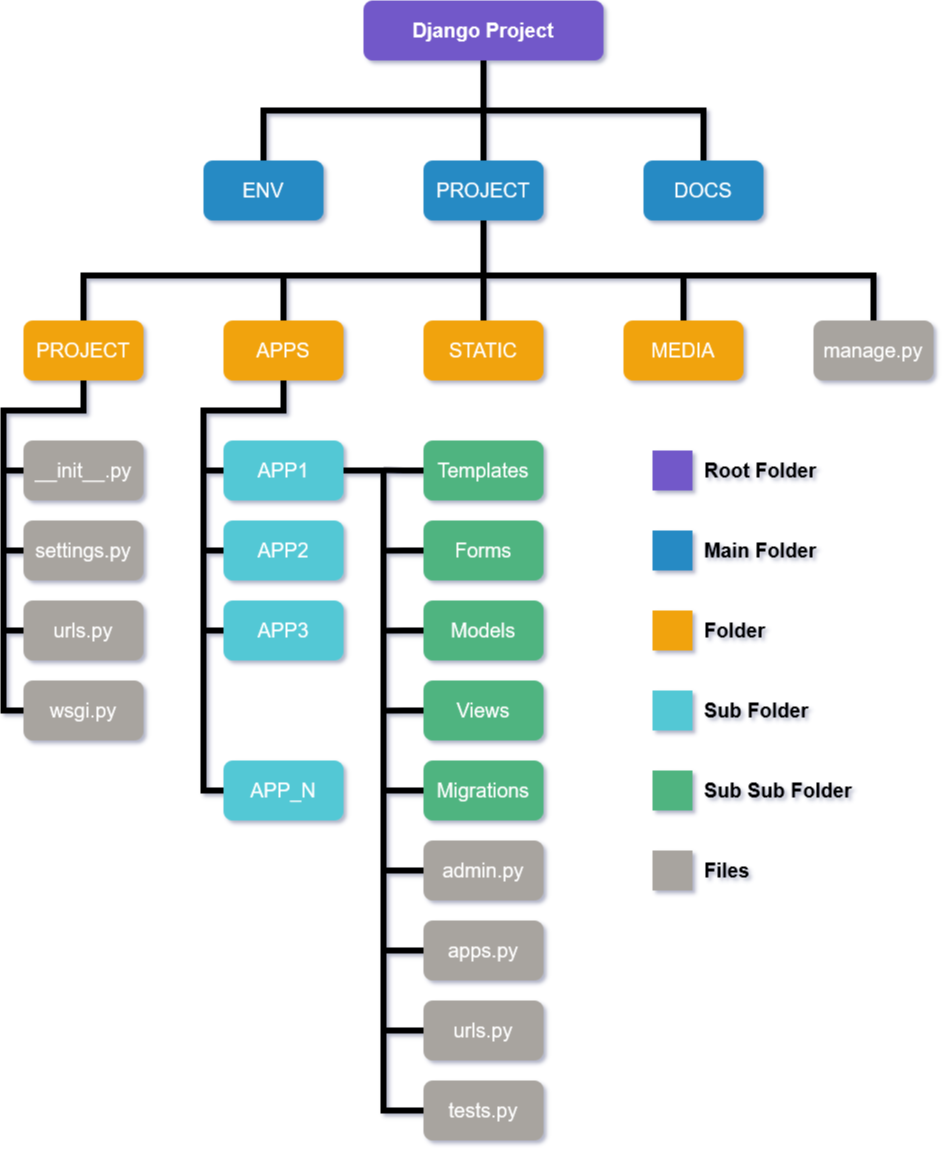 Django Project
ENV
PROJECT
DOCS
PROJECT
APPS
STATIC
MEDIA
manage.py
__init__.py
APP1
Templates
Root Folder
settings.py
APP2
Forms
Main Folder
urls.py
APP3
Models
Folder
wsgi.py
Views
Sub Folder
APP_N
Migrations
Sub Sub Folder
admin.py
Files
apps.py
urls.py
tests.py